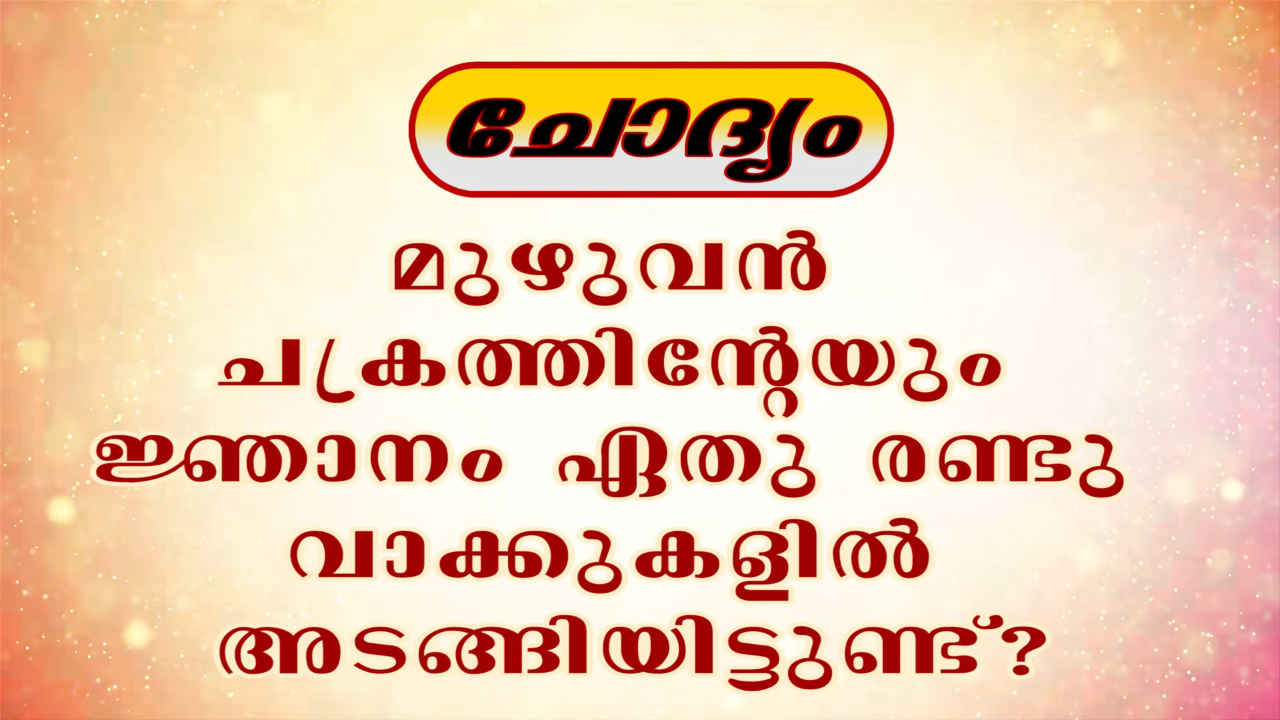 ചോദ്യം
മുഴുവൻ
ചക്രത്തിന്റേയും
ജ്ഞാനം ഏതു രണ്ടു
വാക്കുകളിൽ
അടങ്ങിയിട്ടുണ്ട്?